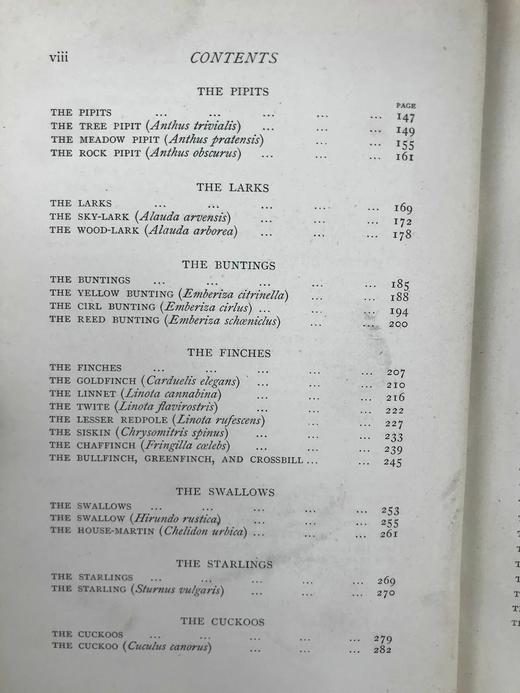 viii CONTENTS
THE PIPITS
PAGE
THE PIPITS ... ... ... ... ... 147
THE TREE PIPIT (Anthus trivialis) ... ... ... 149
THE MEADOW PIPIT (Anthus pratensis) ... ... 155
THE ROCK PIPIT (Anthus obscurus) ... ... ... 161
THE LARKS
THE LARKS ... ... ... ... ... 169
THE SKY-LARK (Alauda arvensis) ... ... ... 172
THE WOOD-LARK (Alauda arborea) ... ... ... 178
THE BUNTINGS
THE BUNTINGS ... ... ... ... ... 185
THE YELLOW BUNTING (Emberiza citrinella) ... ... 188
THE CIRL BUNTING (Emberiza cirlus) ... ... ... 194
THE REED BUNTING (Emberiza schœniclus) ... ... 200
THE FINCHES
THE FINCHES ... ... ... ... ... 207
THE GOLDFINCH (Carduelis elegans) ... ... ... 210
THE LINNET (Linota cannabina) ... ... ... 216
THE TWITE (Linota flavirostris) ... ... ... 222
THE LESSER REDPOLE (Linota rufescens) ... ... 227
THE SISKIN (Chrysomitris spinus) ... ... ... 233
THE CHAFFINCH (Fringilla cœlebs) ... ... ... 239
THE BULLFINCH, GREENFINCH, AND CROSSBILL ... ... ... 245
THE SWALLOWS
THE SWALLOWS ... ... ... ... ... 253
THE SWALLOW (Hirundo rustica) ... ... ... 255
THE HOUSE-MARTIN (Chelidon urbica) ... ... ... 261
THE STARLINGS
THE STARLINGS ... ... ... ... ... 269
THE STARLING (Sturnus vulgaris) ... ... ... 270
THE CUCKOOS
THE CUCKOOS ... ... ... ... ... 279
THE CUCKOO (Cuculus canorus) ... ... ... 282